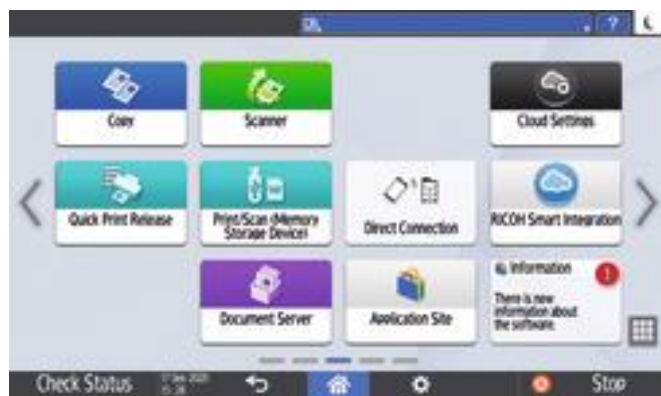 ?
Copy
Scanner
Cloud Settings
Quick Print Release
Print/Scan (Memory
Storage Device)
Direct Connection
RICOH Smart Integration
Document Server
Application Site
Information
There is new
information about
the software.
Check Status
Stop